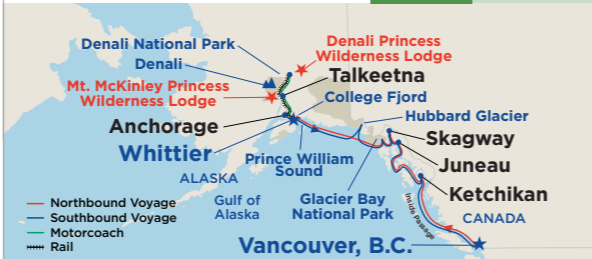 Denali National Park
Denali Princess
Wilderness Lodge
Denali
Talkeetna
Mt. McKinley Princess
Wilderness Lodge
College Fjord
Hubbard Glacier
Anchorage
Skagway
Whittier
Prince William
Sound
Juneau
ALASKA
Glacier Bay
National Park
Ketchikan
Gulf of
Alaska
Inside Passage
CANADA
Northbound Voyage
Southbound Voyage
Motorcoach
Rail
Vancouver, B.C.